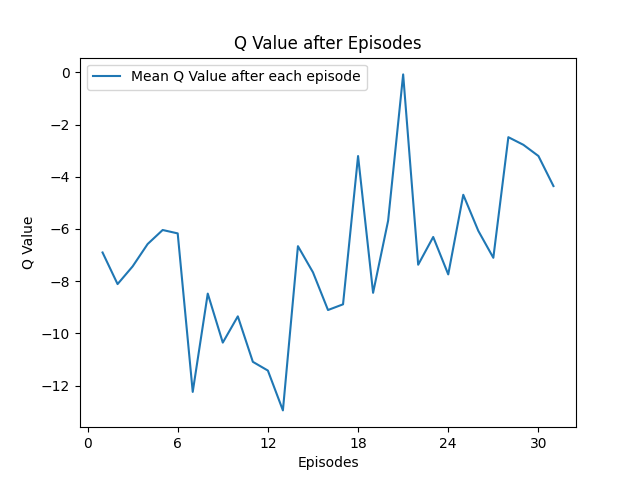 Q Value after Episodes
Mean Q Value after each episode
0
−2
−4
−6
−8
−10
−12
Q Value
0 6 12 18 24 30
Episodes